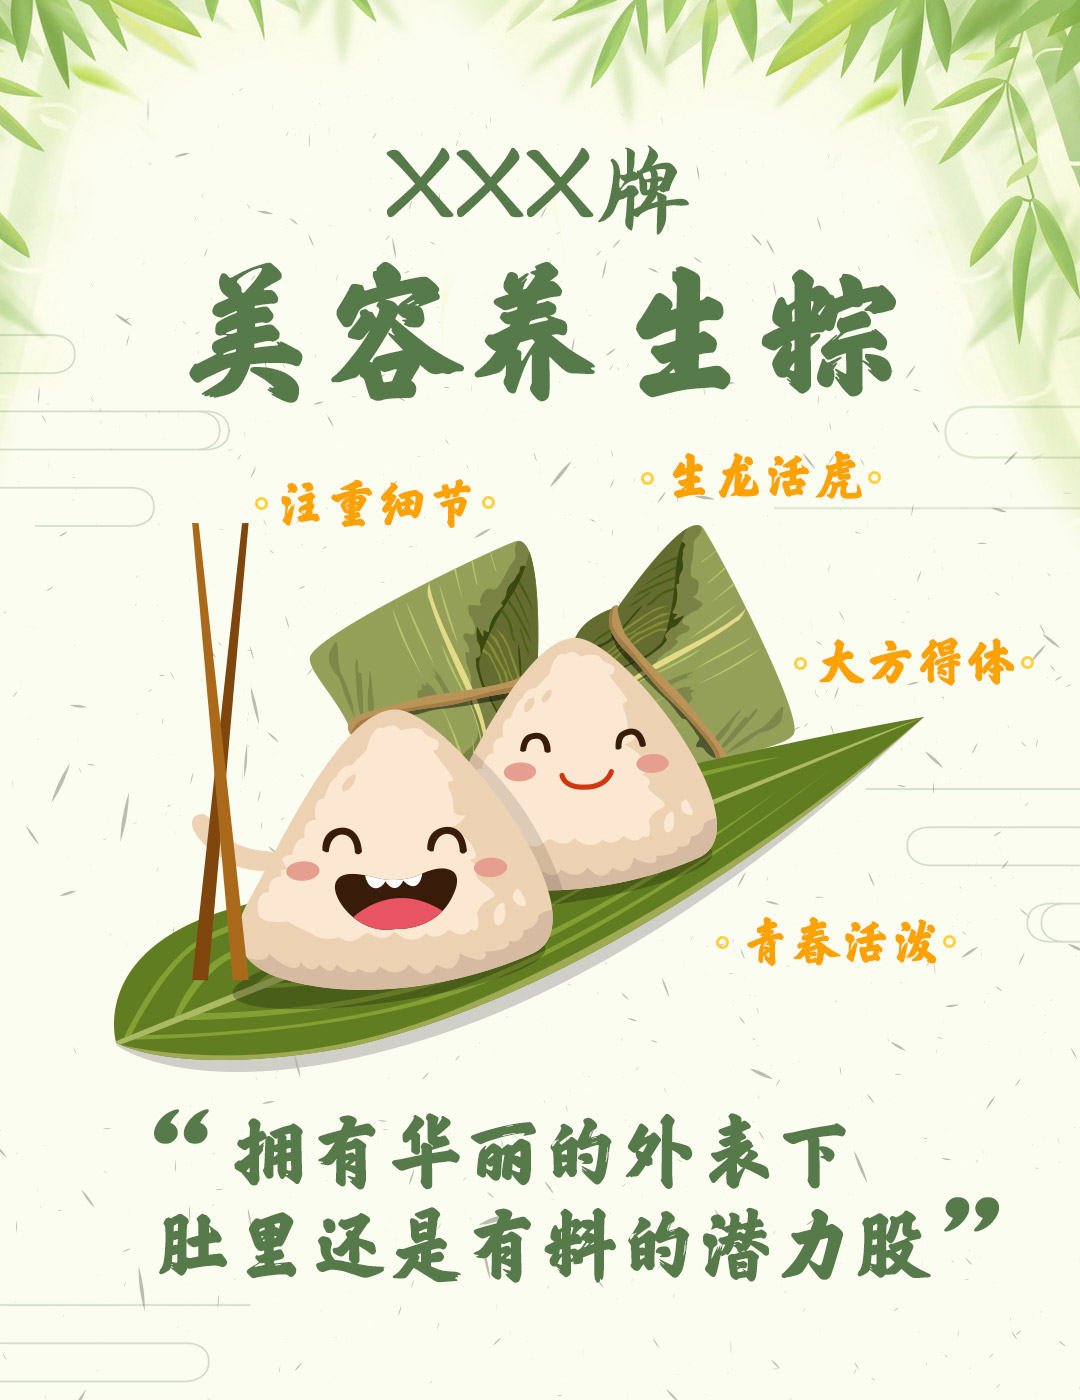 XXX牌
美容养生粽
注重细节
生龙活虎
大方得体
青春活泼
“拥有华丽的外表下
肚里还是有料的潜力股”